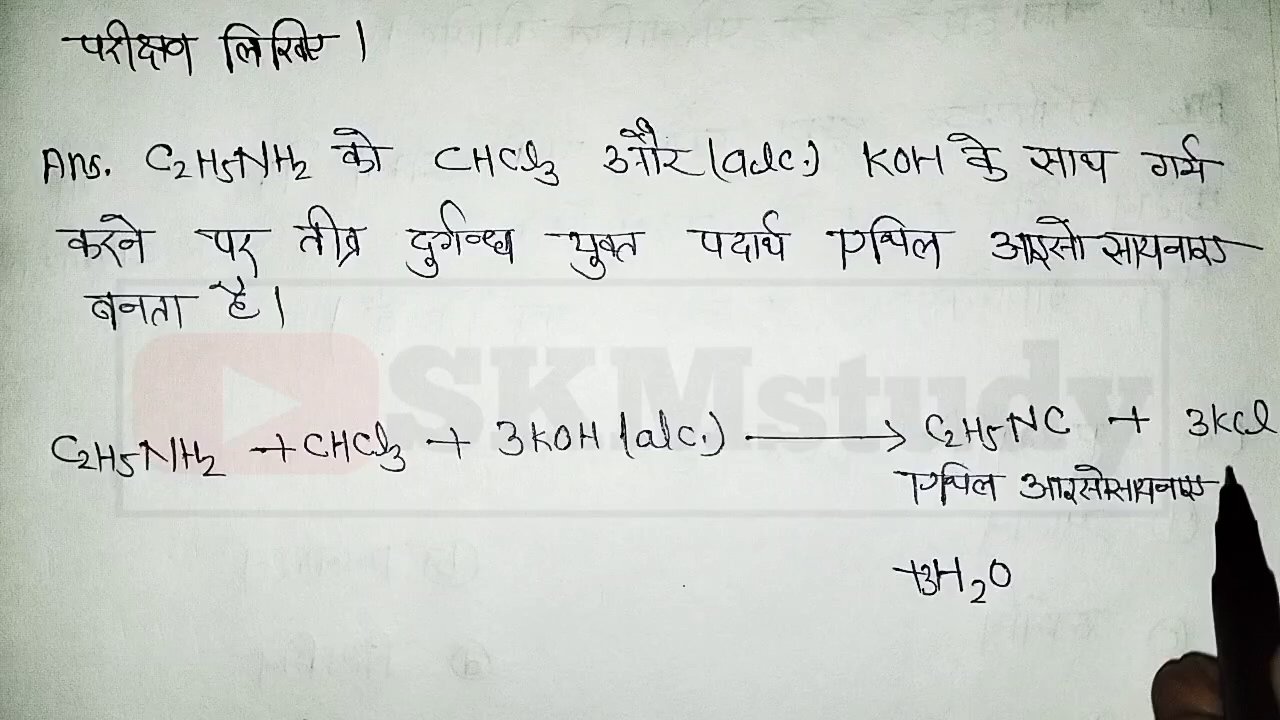 परीक्षण लिखिए।
Ans. C2H5NH2 को CHCl3 और (alc.) KOH के साथ गर्म
करने पर तीव्र दुर्गन्ध युक्त पदार्थ एथिल आइसो सायनाइड
बनता है।
SKMstudy
C2H5NH2 + CHCl3 + 3KOH (alc.) ⟶ C2H5NC + 3KCl
एथिल आइसोसायनाइड
+3H2O